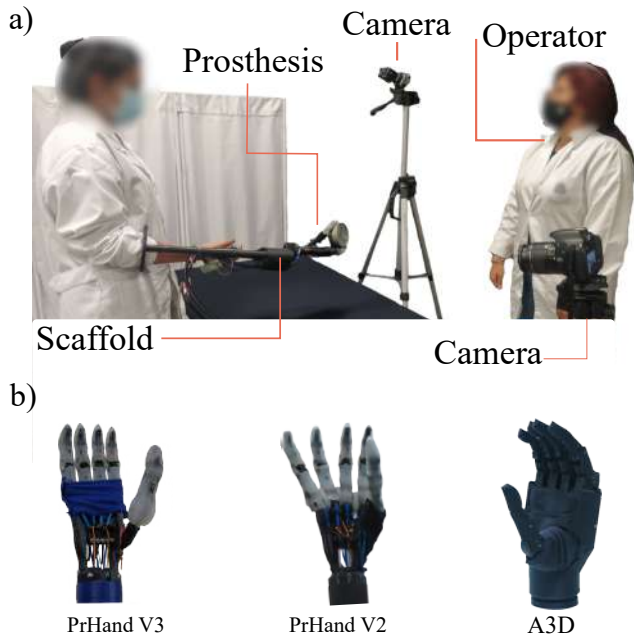 a)
Camera
Operator
Prosthesis
Scaffold
Camera
b)
PrHand V3
PrHand V2
A3D